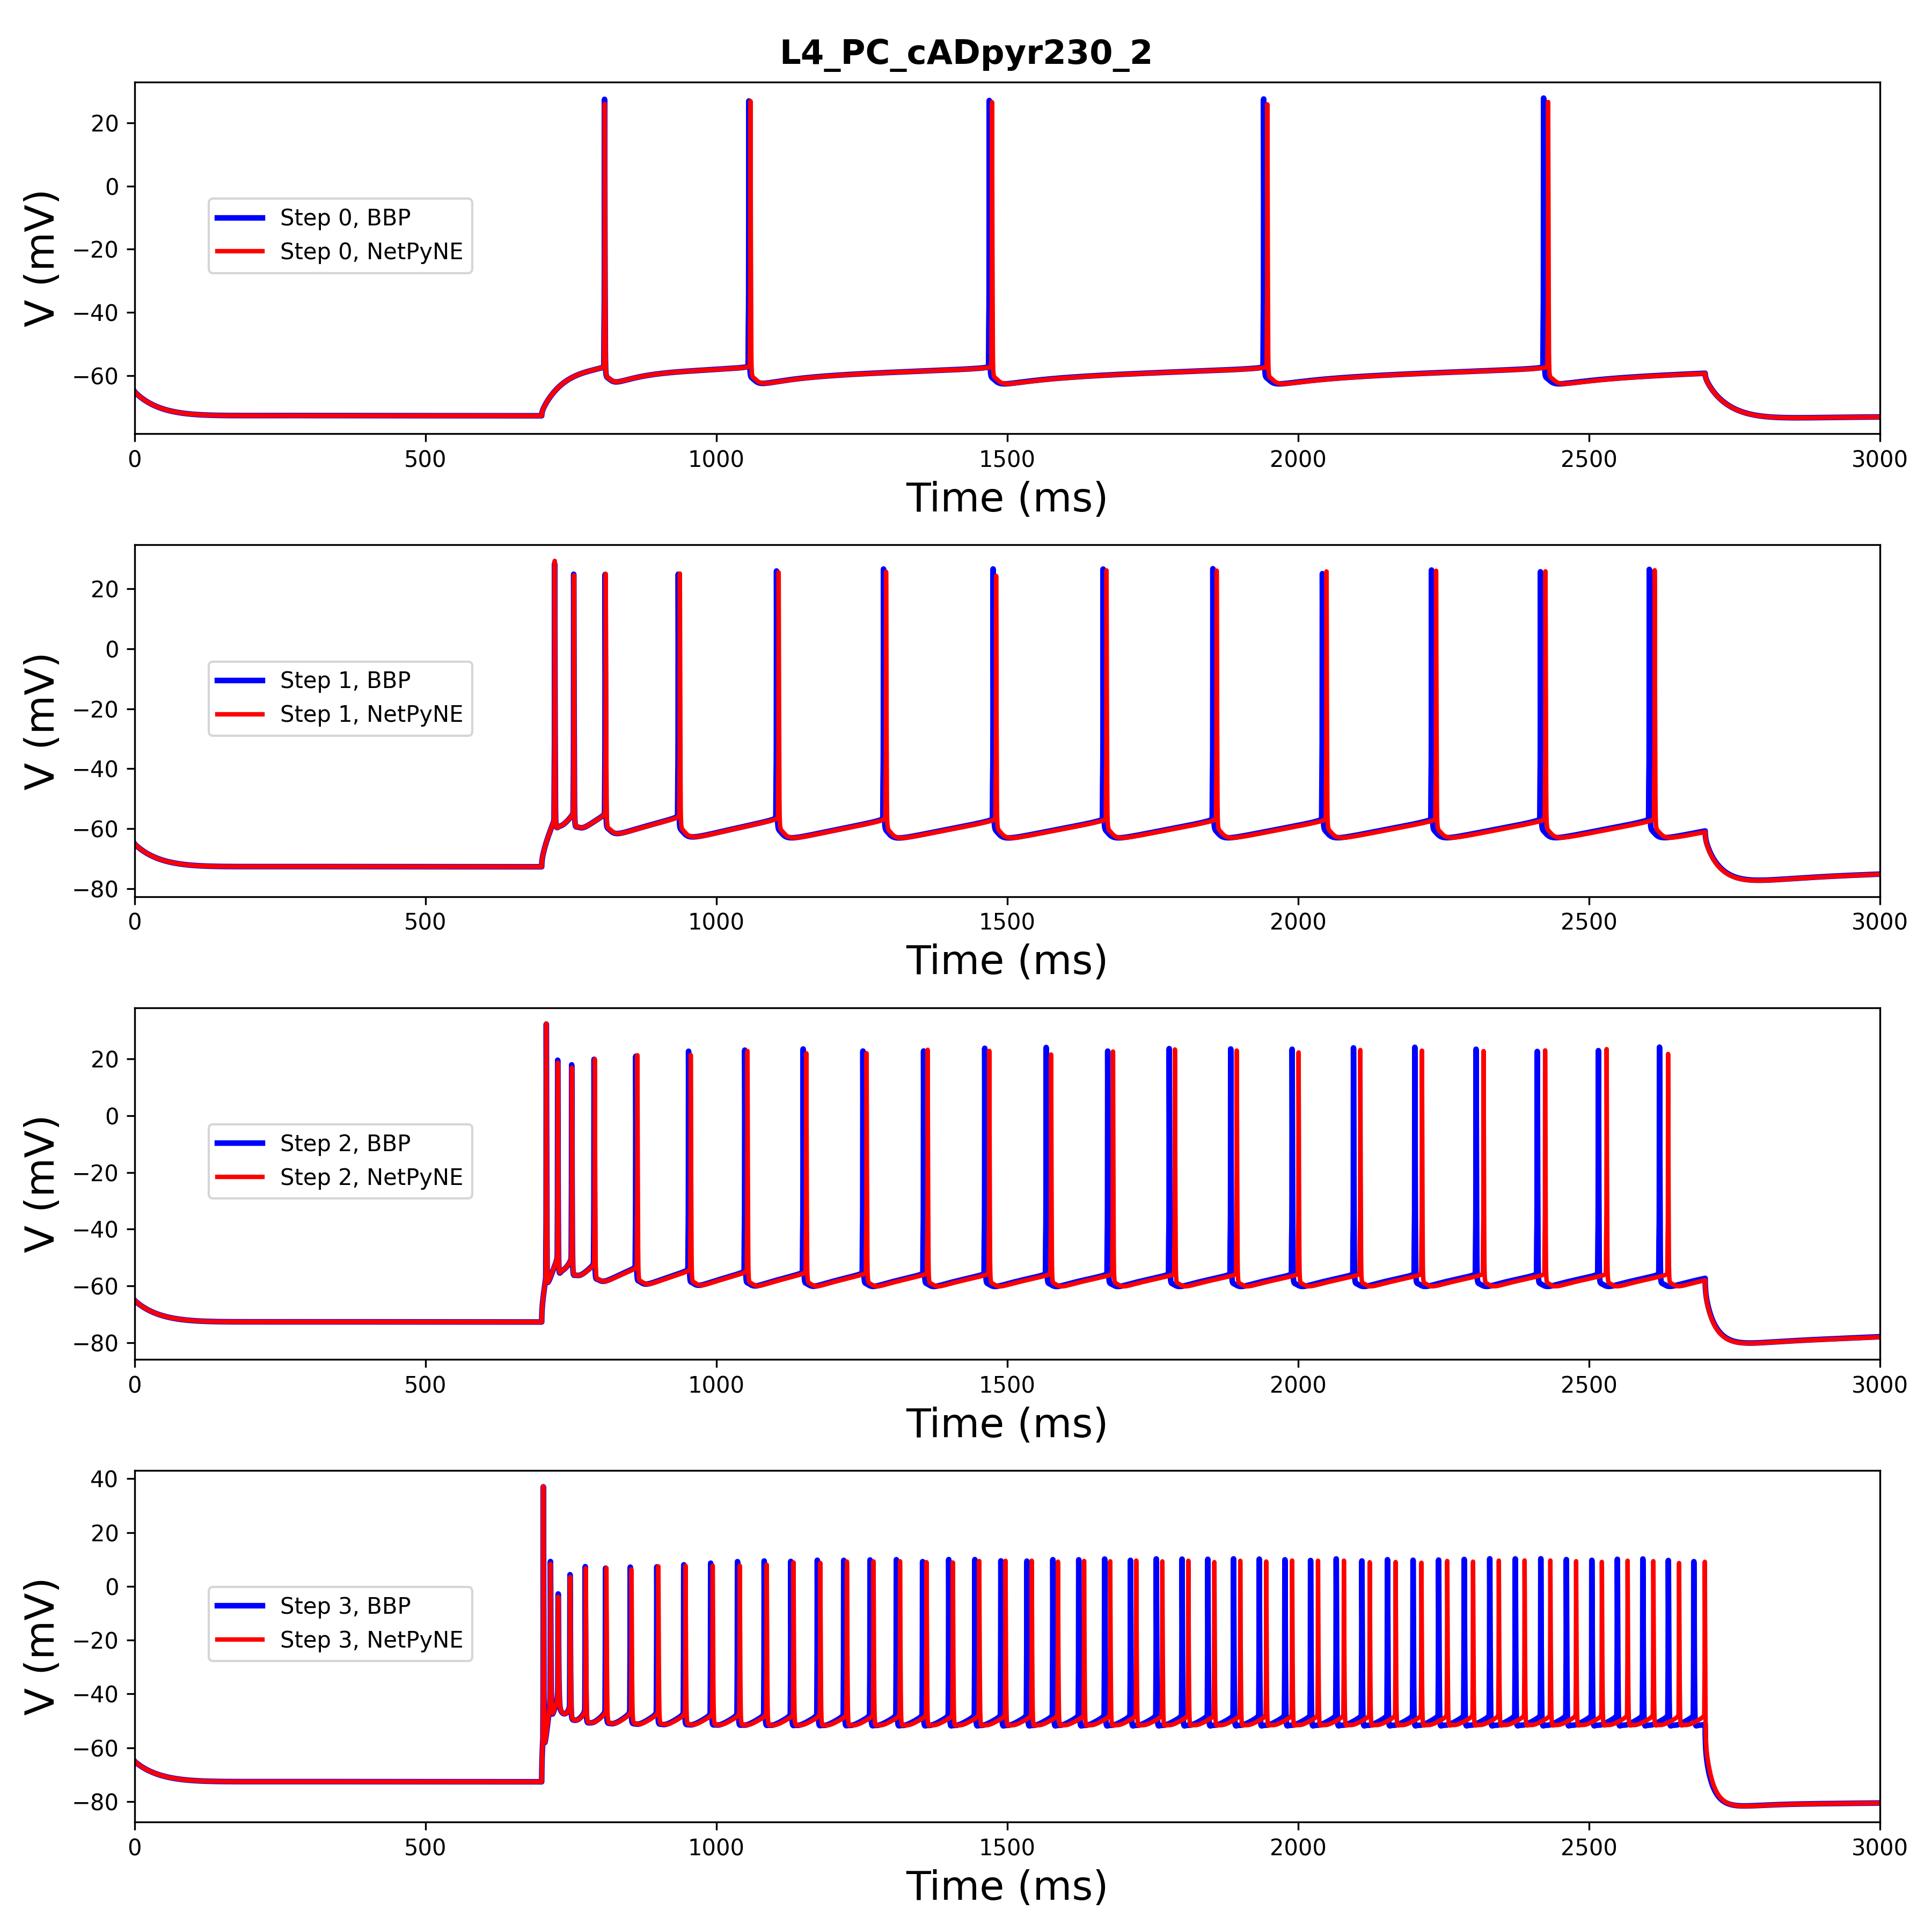 L4_PC_cADpyr230_2
20
0
−20
−40
−60
V (mV)
Step 0, BBP
Step 0, NetPyNE
0 500 1000 1500 2000 2500 3000
Time (ms)
20
0
−20
−40
−60
−80
V (mV)
Step 1, BBP
Step 1, NetPyNE
0 500 1000 1500 2000 2500 3000
Time (ms)
20
0
−20
−40
−60
−80
V (mV)
Step 2, BBP
Step 2, NetPyNE
0 500 1000 1500 2000 2500 3000
Time (ms)
40
20
0
−20
−40
−60
−80
V (mV)
Step 3, BBP
Step 3, NetPyNE
0 500 1000 1500 2000 2500 3000
Time (ms)